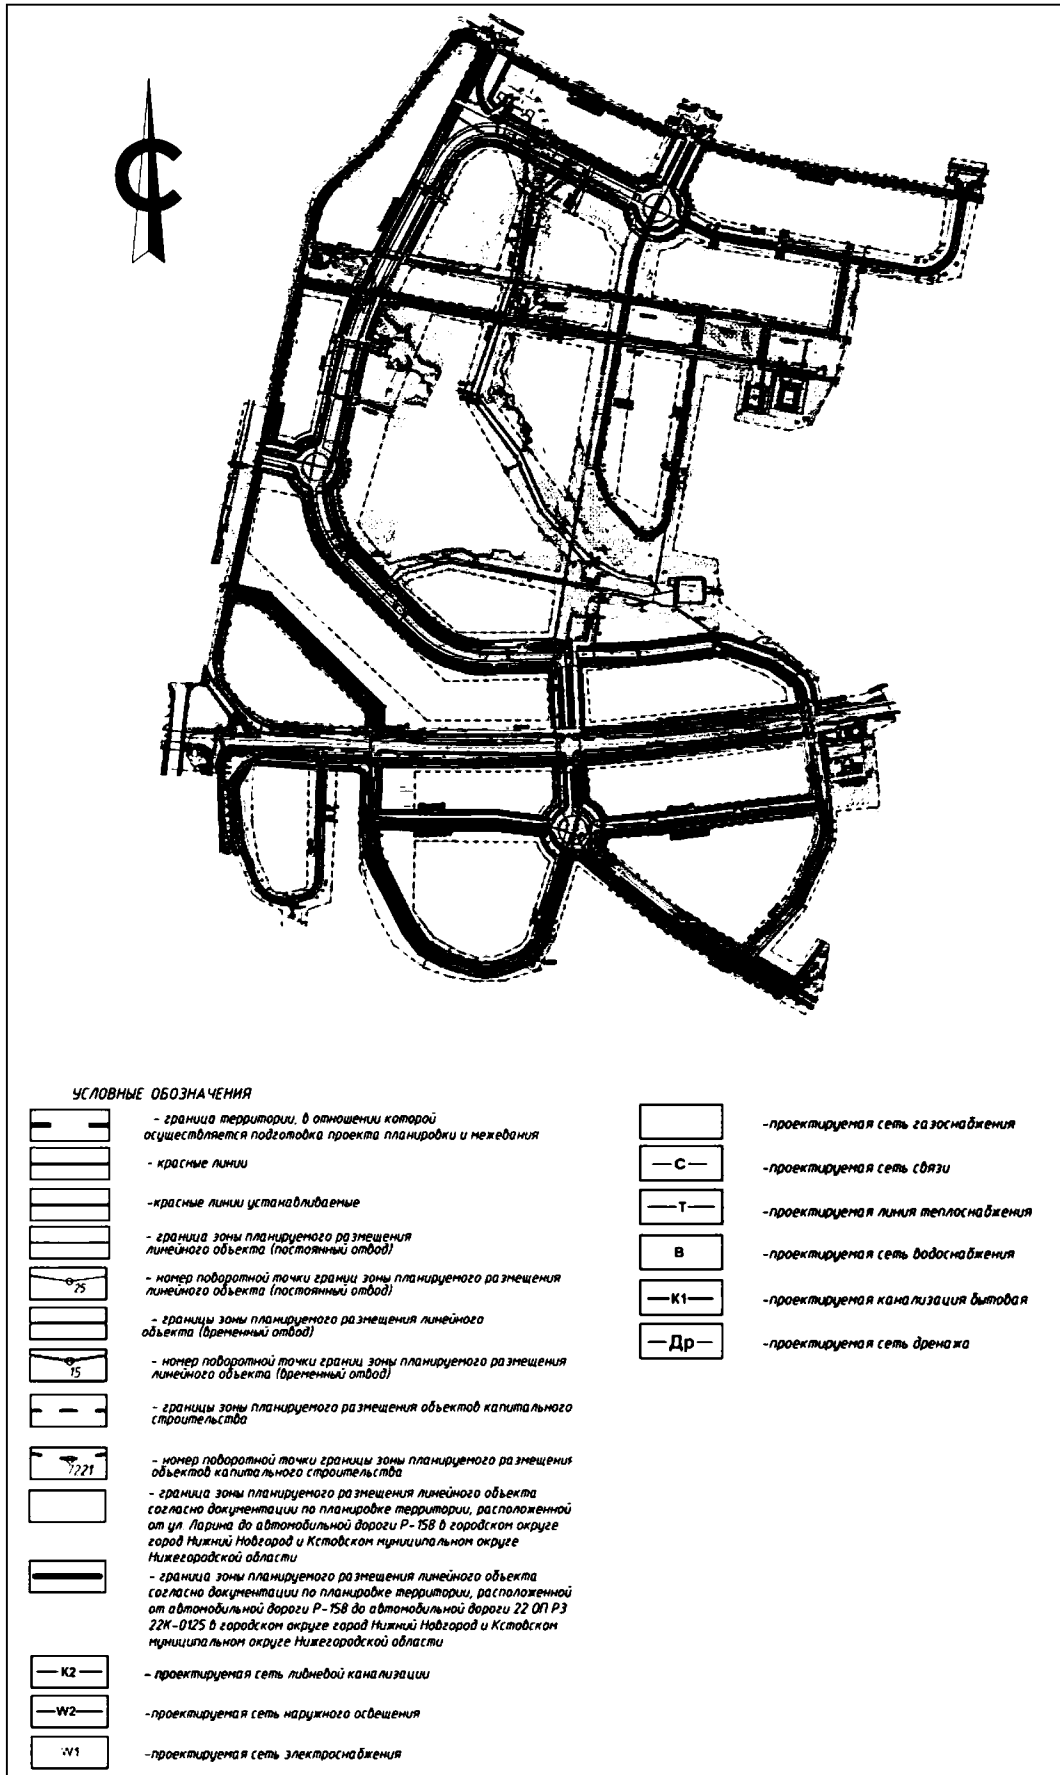 С
УСЛОВНЫЕ ОБОЗНАЧЕНИЯ
- граница территории, в отношении которой
осуществляется подготовка проекта планировки и межевания
- красные линии
-красные линии устанавливаемые
- граница зоны планируемого размещения
линейного объекта (постоянный отвод)
25
- номер поворотной точки границ зоны планируемого размещения
линейного объекта (постоянный отвод)
- границы зоны планируемого размещения линейного
объекта (временный отвод)
15
- номер поворотной точки границ зоны планируемого размещения
линейного объекта (временный отвод)
- границы зоны планируемого размещения объектов капитального
строительства
7221
- номер поворотной точки границы зоны планируемого размещения
объектов капитального строительства
- граница зоны планируемого размещения линейного объекта
согласно документации по планировке территории, расположенной
от ул. Ларина до автомобильной дороги Р-158 в городском округе
город Нижний Новгород и Кстовском муниципальном округе
Нижегородской области
- граница зоны планируемого размещения линейного объекта
согласно документации по планировке территории, расположенной
от автомобильной дороги Р-158 до автомобильной дороги 22 ОП РЗ
22К-0125 в городском округе город Нижний Новгород и Кстовском
муниципальном округе Нижегородской области
К2
- проектируемая сеть ливневой канализации
W2
-проектируемая сеть наружного освещения
W1
-проектируемая сеть электроснабжения
-проектируемая сеть газоснабжения
С
-проектируемая сеть связи
Т
-проектируемая линия теплоснабжения
В
-проектируемая сеть водоснабжения
К1
-проектируемая канализация бытовая
Др
-проектируемая сеть дренажа